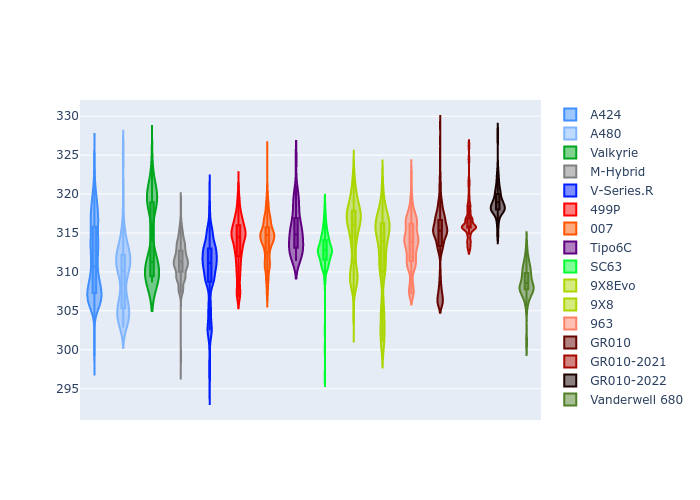 330
325
320
315
310
305
300
295
A424
A480
Valkyrie
M-Hybrid
V-Series.R
499P
007
Tipo6C
SC63
9X8Evo
9X8
963
GR010
GR010-2021
GR010-2022
Vanderwell 680